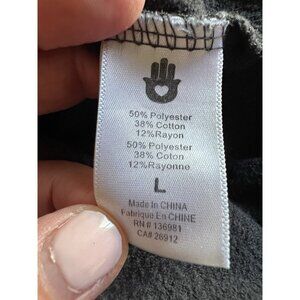 50% Polyester
38% Cotton
12%Rayon
50% Polyester
38% Cotton
12%Rayonne
L
Made In CHINA
Fabriqué En CHINE
RN # 136981
CA# 26912